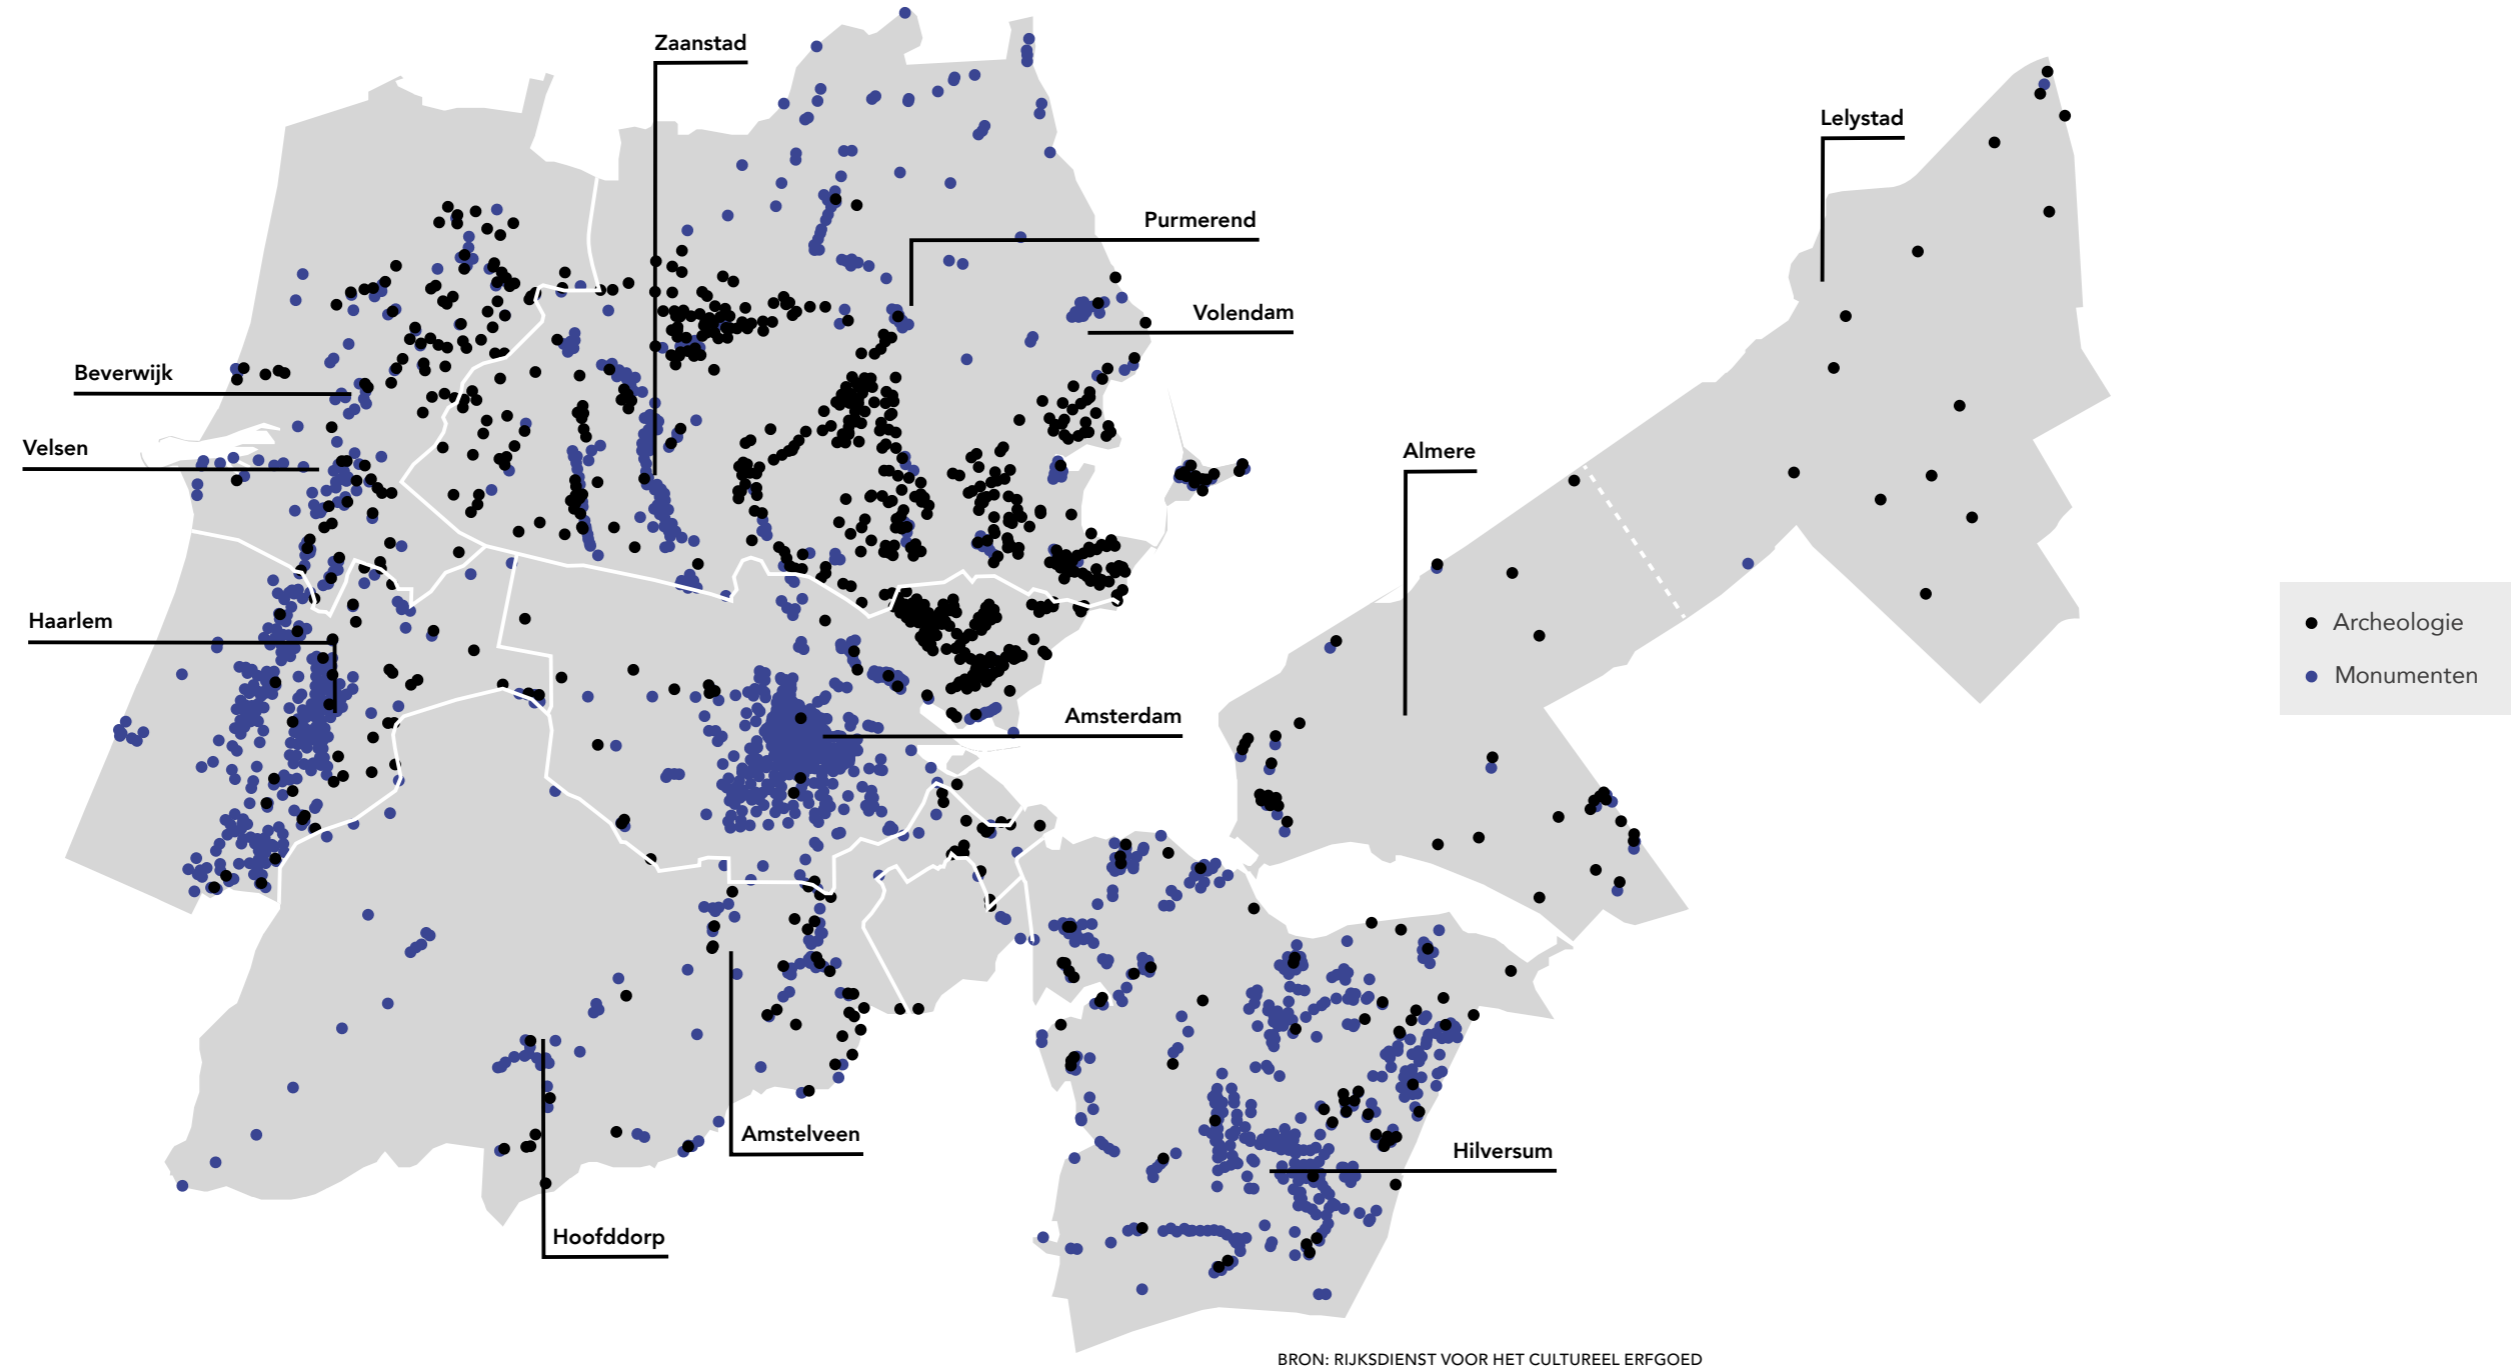 Zaanstad
Lelystad
Purmerend
Volendam
Beverwijk
Velsen
Almere
Haarlem
Archeologie
Monumenten
Amsterdam
Amstelveen
Hilversum
Hoofddorp
BRON: RIJKSDIENST VOOR HET CULTUREEL ERFGOED